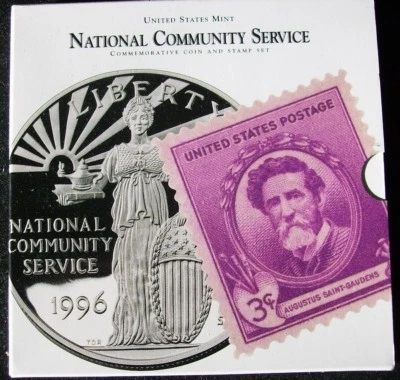 UNITED STATES MINT
NATIONAL COMMUNITY SERVICE
COMMEMORATIVE COIN AND STAMP SET
LIBERTY
NATIONAL
COMMUNITY
SERVICE
1996
UNITED STATES POSTAGE
3¢
AUGUSTUS SAINT-GAUDENS